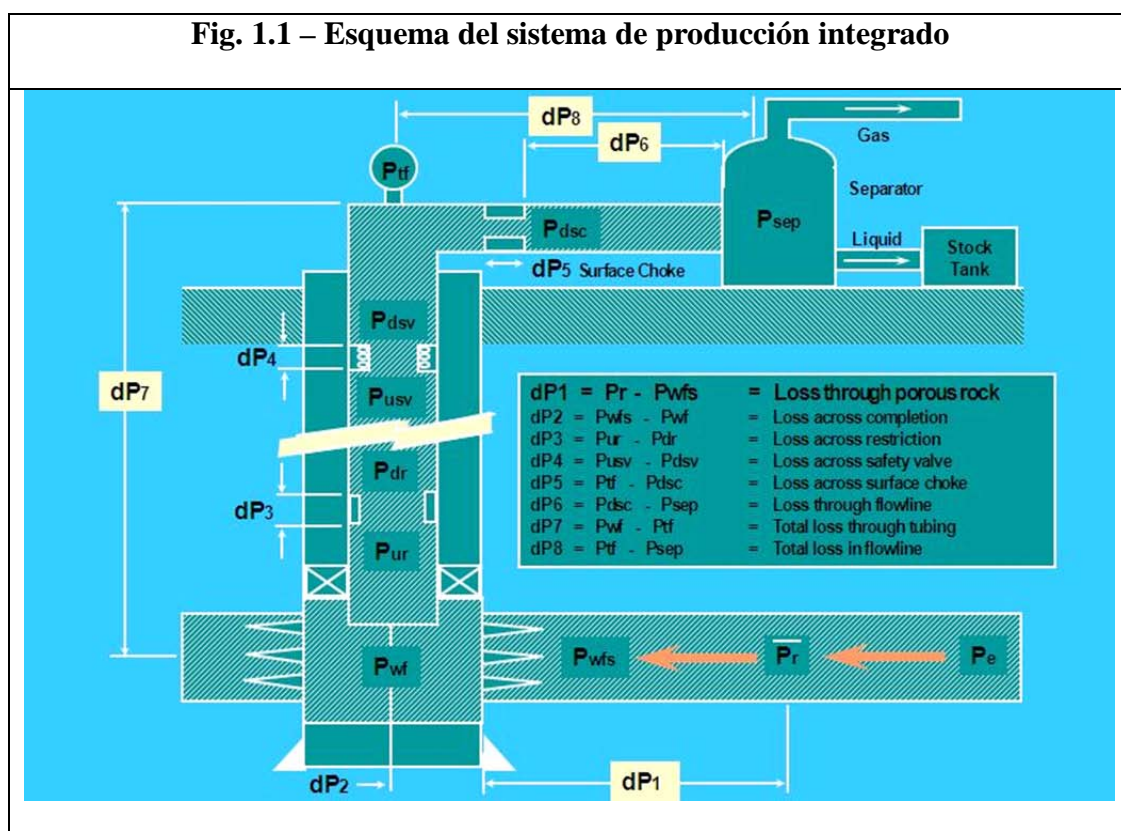 Fig. 1.1 – Esquema del sistema de producción integrado
dP8
dP6
Gas
Ptf
Separator
Psep
Pdsc
Liquid
Stock
Tank
dP5 Surface Choke
Pdsv
dP4
dP7
Pusv
dP1 = Pr - Pwfs = Loss through porous rock
dP2 = Pwfs - Pwf = Loss across completion
dP3 = Pur - Pdr = Loss across restriction
dP4 = Pusv - Pdsv = Loss across safety valve
dP5 = Ptf - Pdsc = Loss across surface choke
dP6 = Pdsc - Psep = Loss through flowline
dP7 = Pwf - Ptf = Total loss through tubing
dP8 = Ptf - Psep = Total loss in flowline
Pdr
dP3
Pur
Pwf
Pwfs
Pr
Pe
dP2
dP1